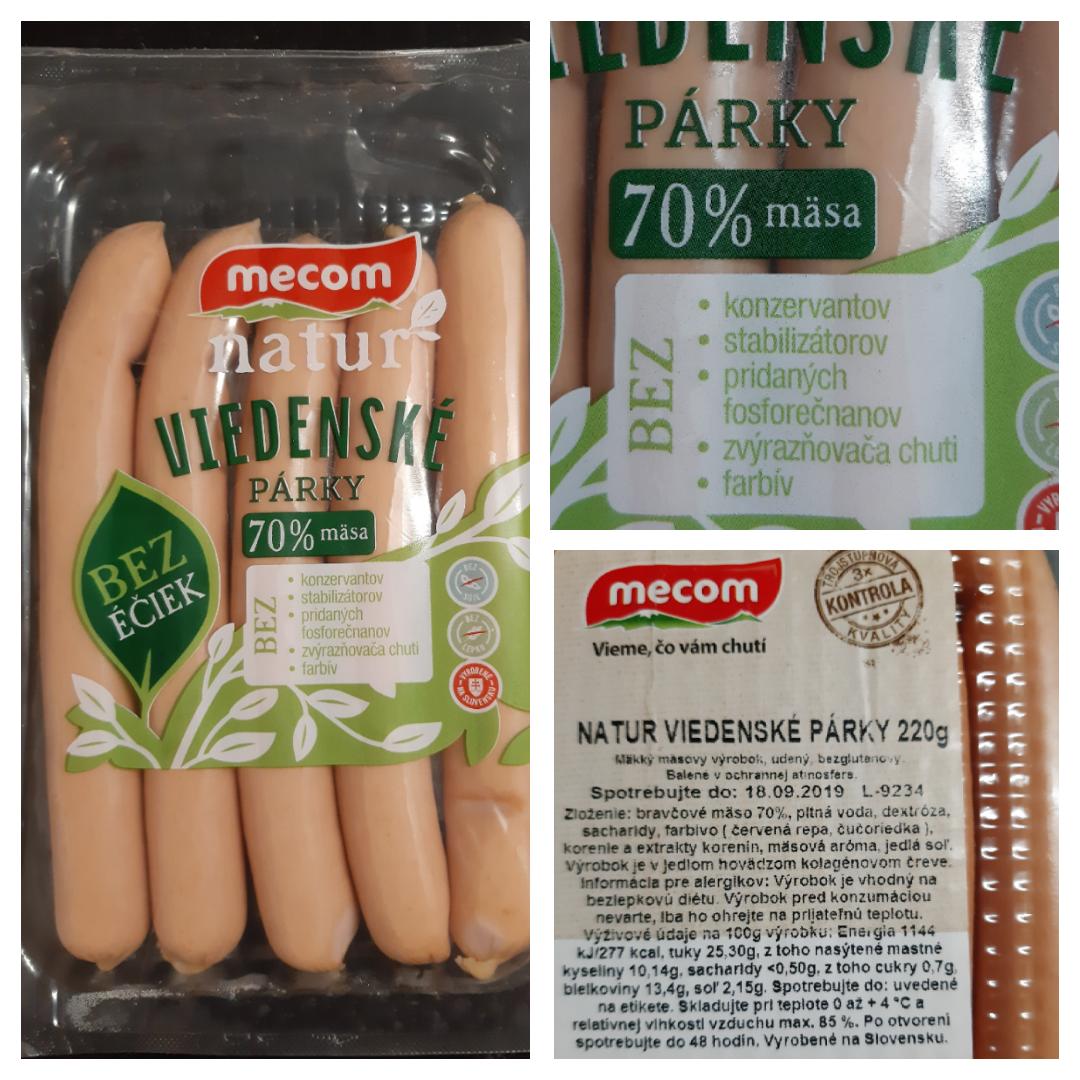 mecom
natur
VIEDENSKÉ
PÁRKY
70% mäsa
BEZ
ÉČIEK
BEZ
• konzervantov
• stabilizátorov
• pridaných
fosforečnanov
• zvýrazňovača chuti
• farbív
BEZ
SÓJE
BEZ
LEPKU
VYROBENÉ
NA SLOVENSKU
VIEDENSKÉ
PÁRKY
70% mäsa
BEZ
• konzervantov
• stabilizátorov
• pridaných
fosforečnanov
• zvýrazňovača chuti
• farbív
mecom
Vieme, čo vám chutí
TROJSTUPŇOVÁ
3x
KONTROLA
KVALITY
NATUR VIEDENSKÉ PÁRKY 220g
Mäkký mäsový výrobok, údený, bezgluténový.
Balené v ochrannej atmosfére.
Spotrebujte do: 18.09.2019 L-9234
Zloženie: bravčové mäso 70%, pitná voda, dextróza,
sacharidy, farbivo ( červená repa, čučoriedka ),
korenie a extrakty korenín, mäsová aróma, jedlá soľ.
Výrobok je v jedlom hovädzom kolagénovom čreve.
Informácia pre alergikov: Výrobok je vhodný na
bezlepkovú diétu. Výrobok pred konzumáciou
nevarte, iba ho ohrejte na prijateľnú teplotu.
Výživové údaje na 100g výrobku: Energia 1144
kJ/277 kcal, tuky 25,30g, z toho nasýtené mastné
kyseliny 10,14g, sacharidy <0,50g, z toho cukry 0,7g,
bielkoviny 13,4g, soľ 2,15g. Spotrebujte do: uvedené
na etikete. Skladujte pri teplote 0 až + 4 °C a
relatívnej vlhkosti vzduchu max. 85 %. Po otvorení
spotrebujte do 48 hodín. Vyrobené na Slovensku.